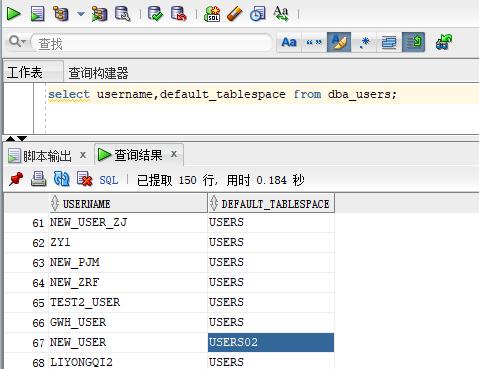 SQL
Aa
查找
Aa “” .*
工作表 查询构建器
select username,default_tablespace from dba_users;
脚本输出 x 查询结果 x
SQL 已提取 150 行, 用时 0.184 秒
USERNAME DEFAULT_TABLESPACE
61 NEW_USER_ZJ USERS
62 ZY1 USERS
63 NEW_PJM USERS
64 NEW_ZRF USERS
65 TEST2_USER USERS
66 GWH_USER USERS
67 NEW_USER USERS02
68 LIYONGQI2 USERS